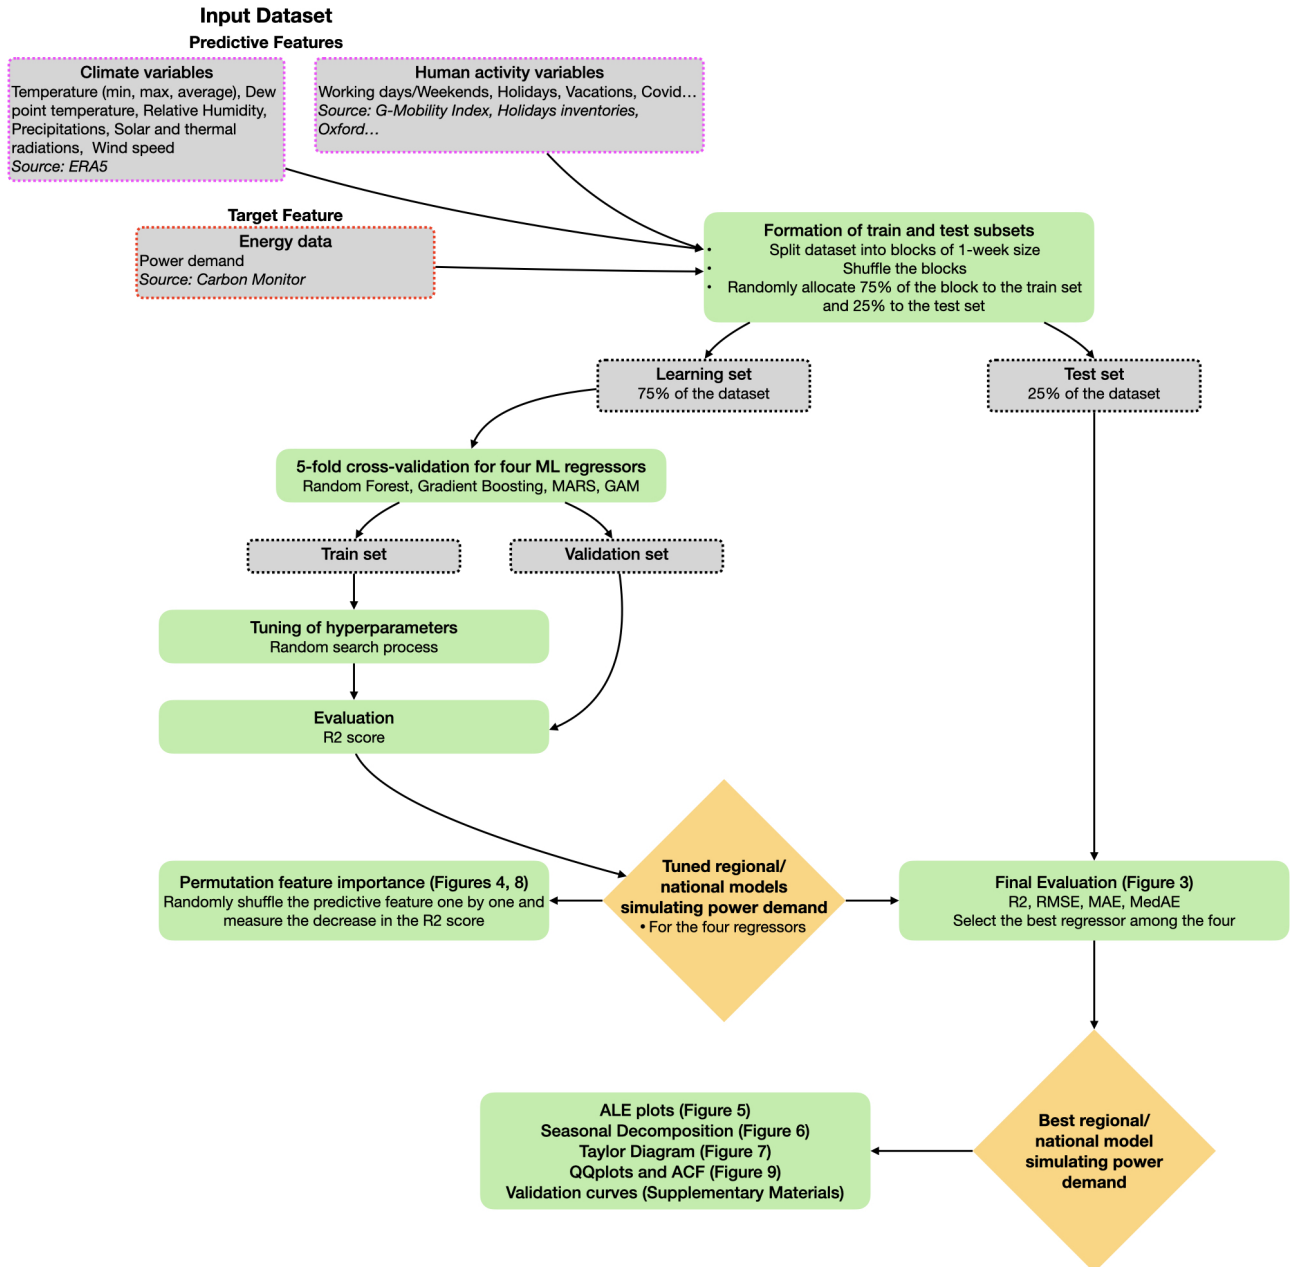 Input Dataset
Predictive Features
Climate variables
Temperature (min, max, average), Dew
point temperature, Relative Humidity,
Precipitations, Solar and thermal
radiations,  Wind speed
Source: ERA5
Human activity variables
Working days/Weekends, Holidays, Vacations, Covid…
Source: G-Mobility Index, Holidays inventories,
Oxford…
Target Feature
Energy data
Power demand
Source: Carbon Monitor
Formation of train and test subsets
• Split dataset into blocks of 1-week size
• Shuffle the blocks
• Randomly allocate 75% of the block to the train set
and 25% to the test set
Learning set
75% of the dataset
Test set
25% of the dataset
5-fold cross-validation for four ML regressors
Random Forest, Gradient Boosting, MARS, GAM
Train set
Validation set
Tuning of hyperparameters
Random search process
Evaluation
R2 score
Tuned regional/
national models
simulating power demand
• For the four regressors
Permutation feature importance (Figures 4, 8)
Randomly shuffle the predictive feature one by one and
measure the decrease in the R2 score
Final Evaluation (Figure 3)
R2, RMSE, MAE, MedAE
Select the best regressor among the four
Best regional/
national model
simulating power
demand
ALE plots (Figure 5)
Seasonal Decomposition (Figure 6)
Taylor Diagram (Figure 7)
QQplots and ACF (Figure 9)
Validation curves (Supplementary Materials)